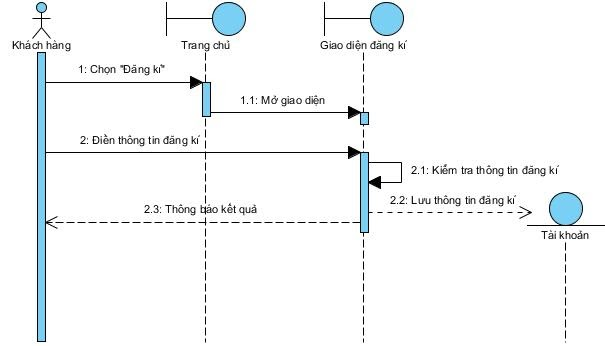 Khách hàng
Trang chủ
Giao diện đăng kí
1: Chọn "Đăng kí"
1.1: Mở giao diện
2: Điền thông tin đăng kí
2.1: Kiểm tra thông tin đăng kí
2.2: Lưu thông tin đăng kí
2.3: Thông báo kết quả
Tài khoản